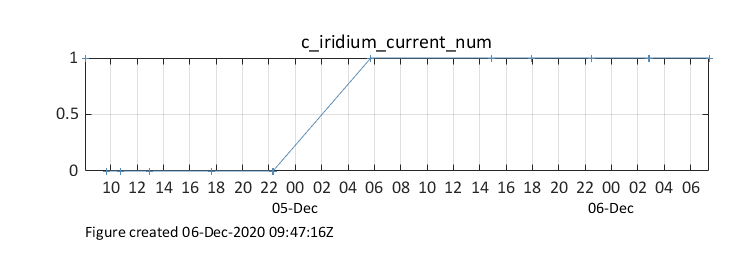 c_iridium_current_num
1
0.5
0
10 12 14 16 18 20 22 00 02 04 06 08 10 12 14 16 18 20 22 00 02 04 06
05-Dec 06-Dec
Figure created 06-Dec-2020 09:47:16Z